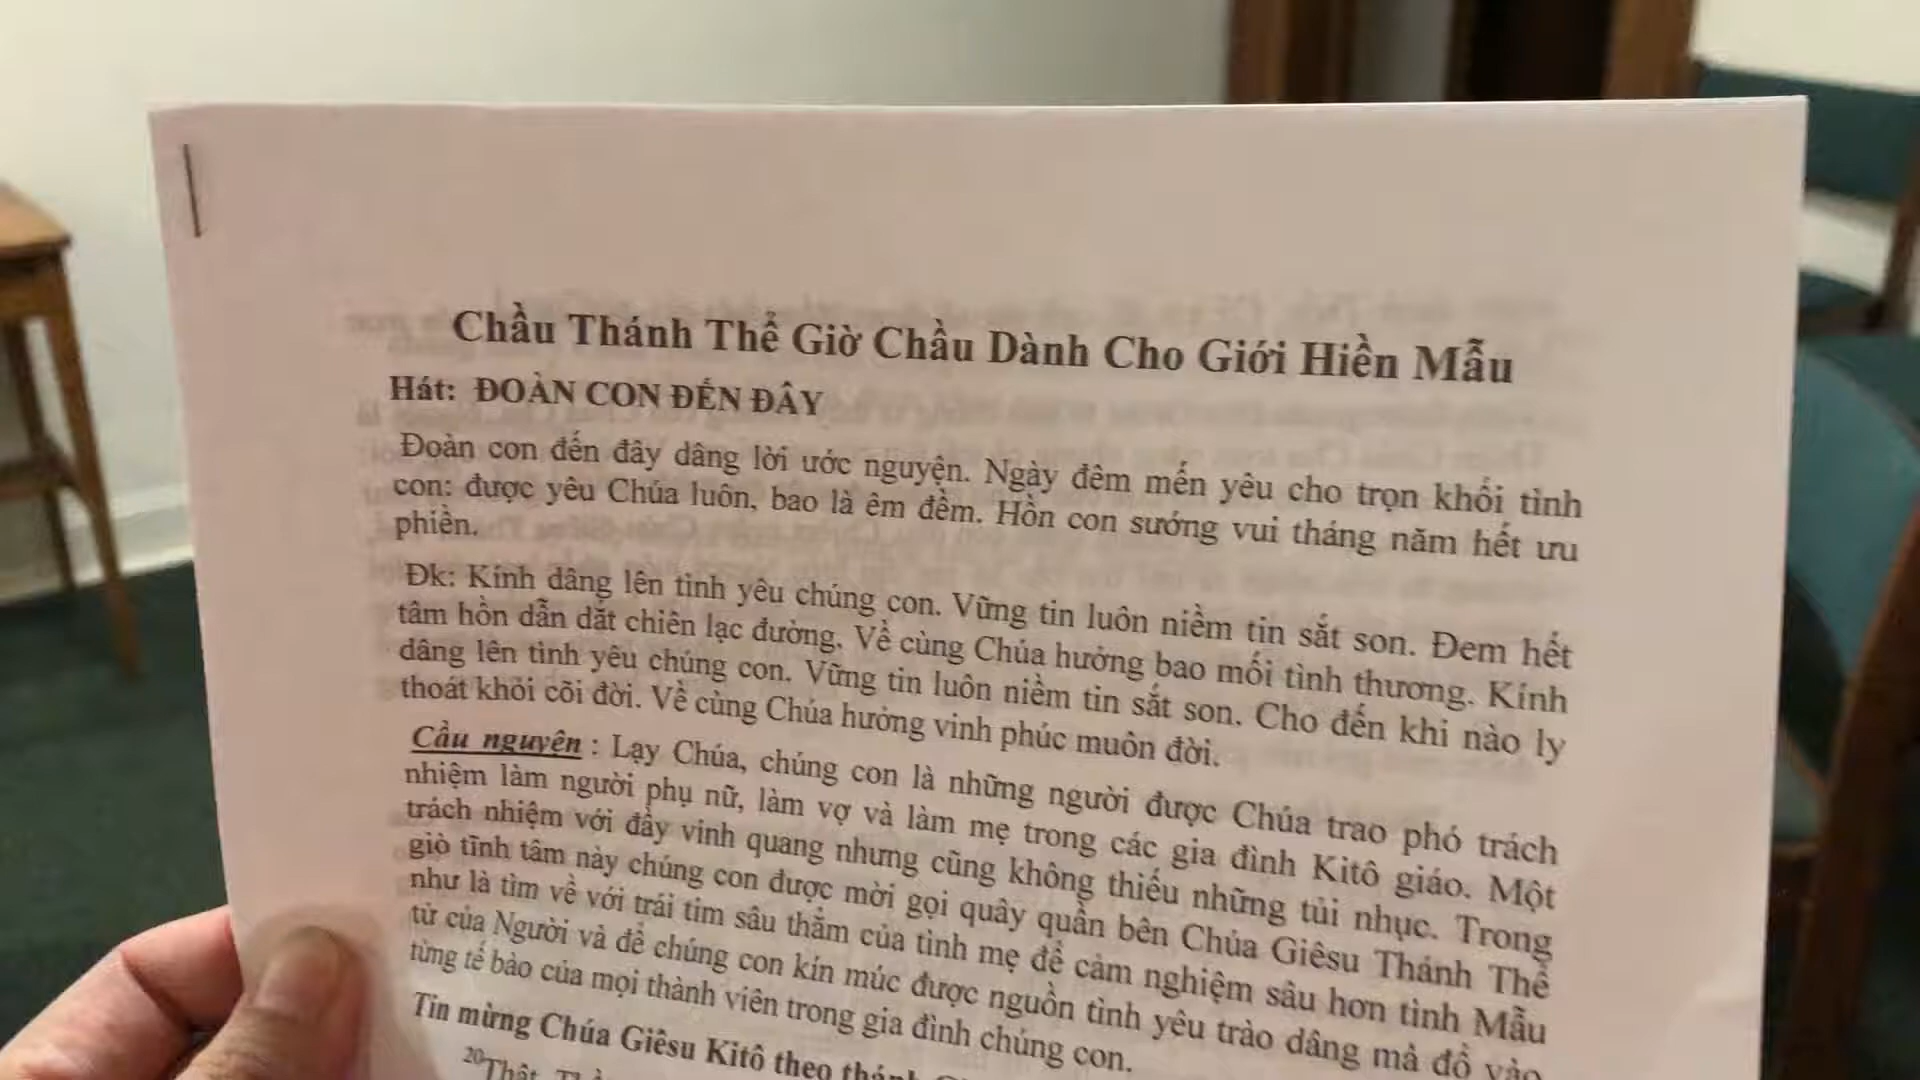 Chầu Thánh Thể Giờ Chầu Dành Cho Giới Hiền Mẫu
Hát: ĐOÀN CON ĐẾN ĐÂY
Đoàn con đến đây dâng lời ước nguyện. Ngày đêm mến yêu cho trọn khối tình
con: được yêu Chúa luôn, bao là êm đềm. Hồn con sướng vui tháng năm hết ưu
phiền.
Đk: Kính dâng lên tình yêu chúng con. Vững tin luôn niềm tin sắt son. Đem hết
tâm hồn dẫn dắt chiên lạc đường. Về cùng Chúa hưởng bao mối tình thương. Kính
dâng lên tình yêu chúng con. Vững tin luôn niềm tin sắt son. Cho đến khi nào ly
thoát khỏi cõi đời. Về cùng Chúa hưởng vinh phúc muôn đời.
Cầu nguyện : Lạy Chúa, chúng con là những người được Chúa trao phó trách
nhiệm làm người phụ nữ, làm vợ và làm mẹ trong các gia đình Kitô giáo. Một
trách nhiệm với đầy vinh quang nhưng cũng không thiếu những tủi nhục. Trong
giờ tĩnh tâm này chúng con được mời gọi quây quần bên Chúa Giêsu Thánh Thể
như là tìm về với trái tim sâu thẳm của tình mẹ để cảm nghiệm sâu hơn tình Mẫu
tử của Người và để chúng con kín múc được nguồn tình yêu trào dâng mà đổ vào
từng tế bào của mọi thành viên trong gia đình chúng con.
Tin mừng Chúa Giêsu Kitô theo thánh
20Thật